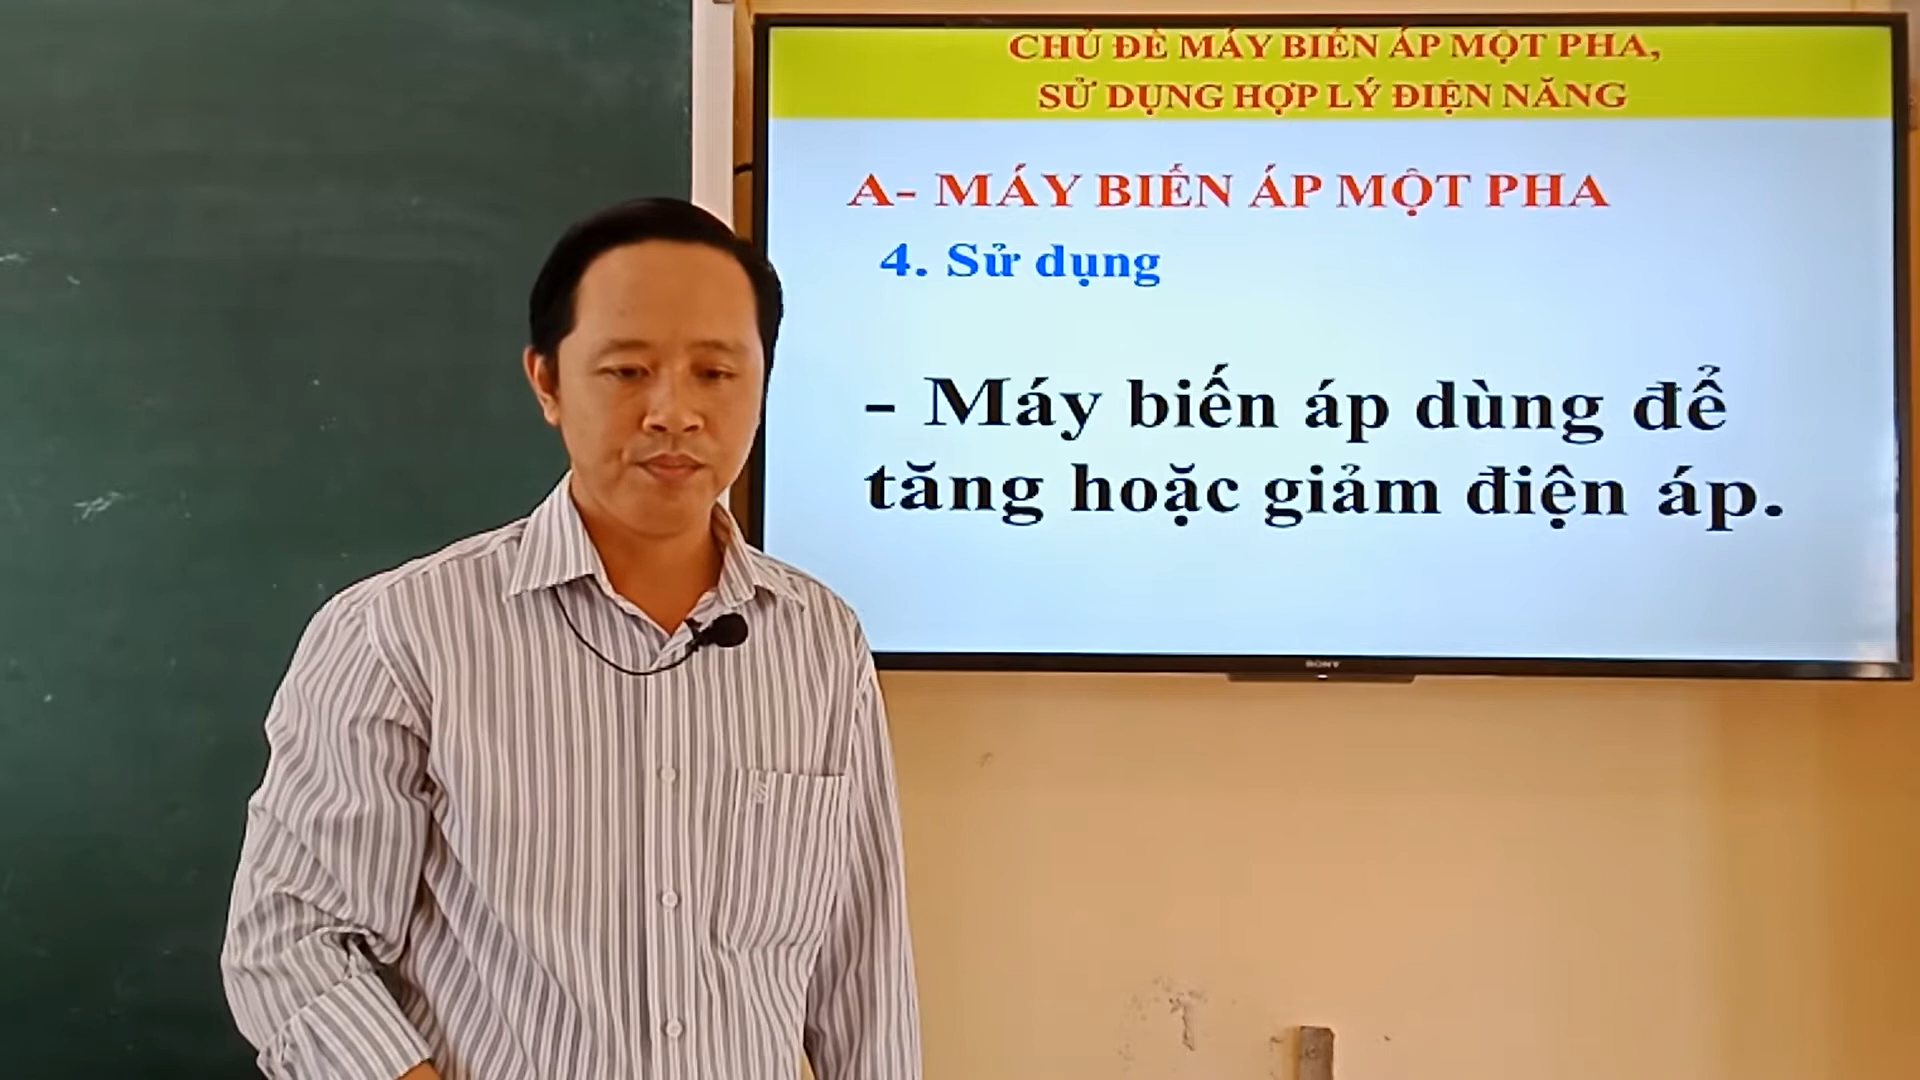 CHỦ ĐỀ MÁY BIẾN ÁP MỘT PHA,
SỬ DỤNG HỢP LÝ ĐIỆN NĂNG
A- MÁY BIẾN ÁP MỘT PHA
4. Sử dụng
- Máy biến áp dùng để
tăng hoặc giảm điện áp.
SONY